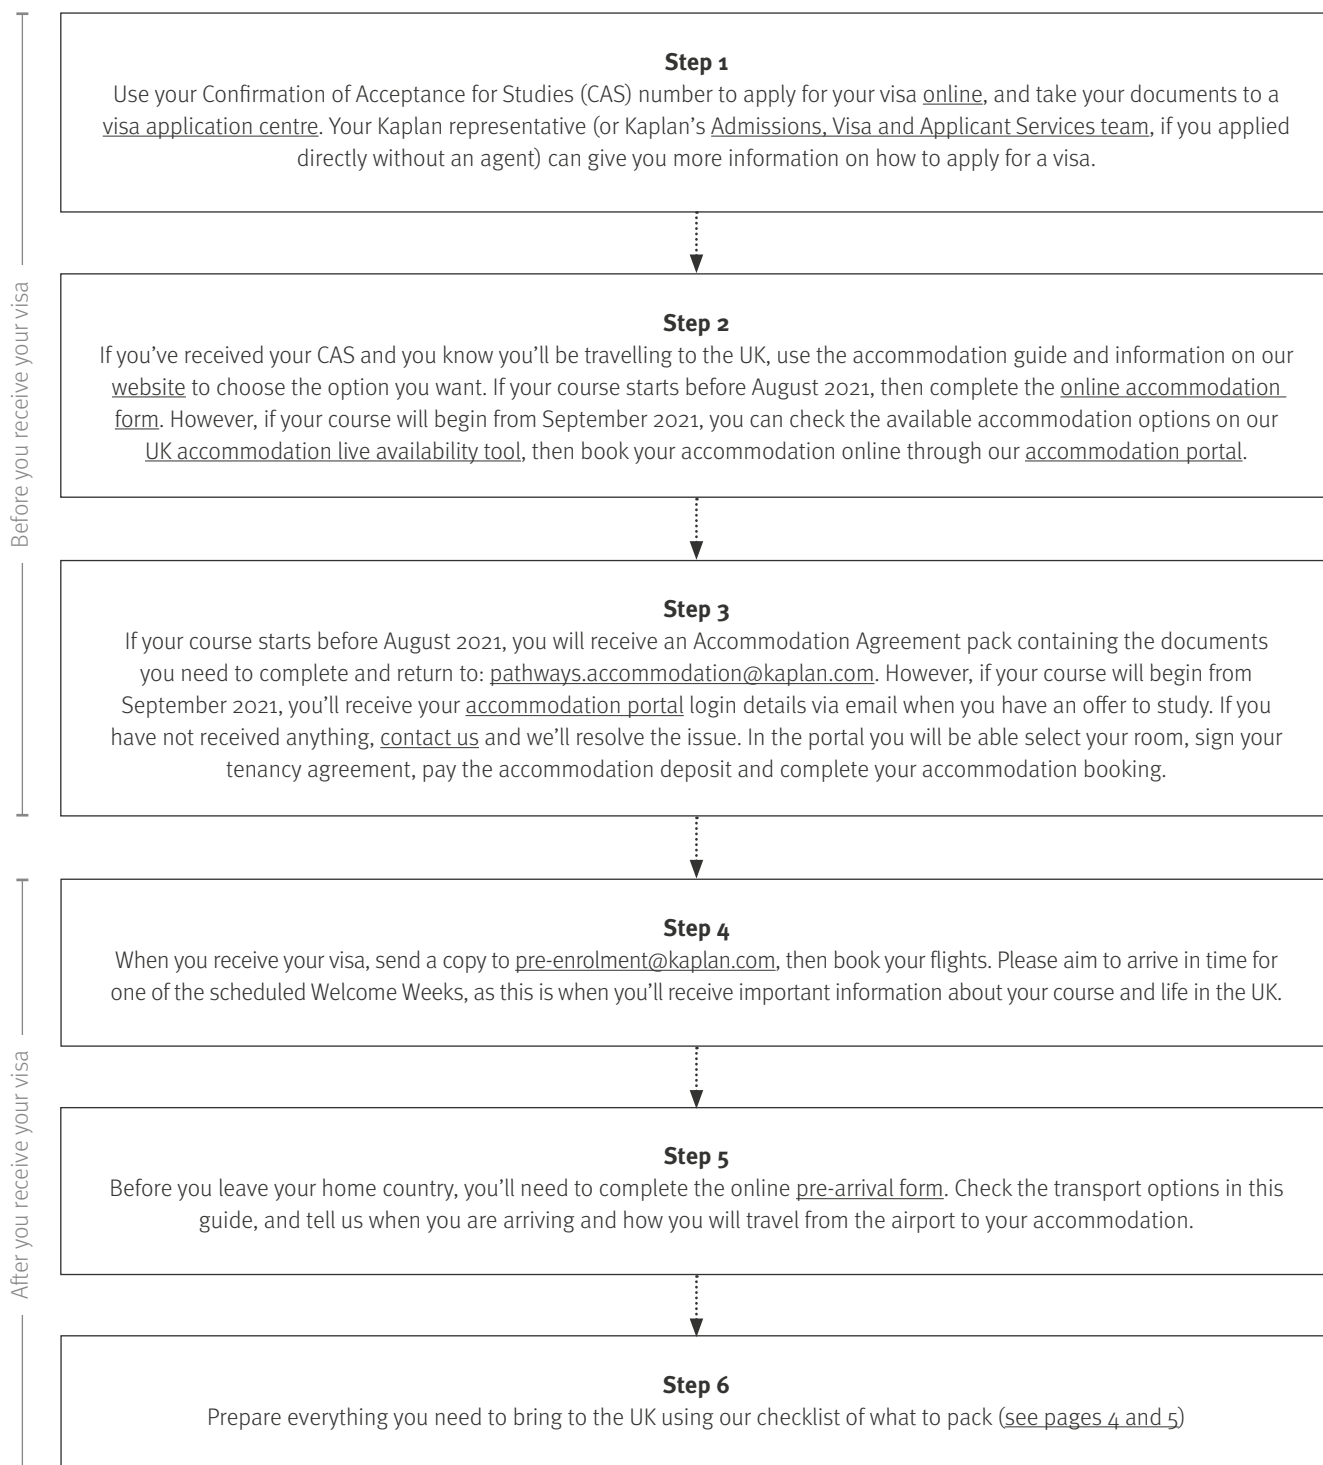 Before you receive your visa
Step 1
Use your Confirmation of Acceptance for Studies (CAS) number to apply for your visa online, and take your documents to a
visa application centre. Your Kaplan representative (or Kaplan’s Admissions, Visa and Applicant Services team, if you applied
directly without an agent) can give you more information on how to apply for a visa.
Step 2
If you’ve received your CAS and you know you’ll be travelling to the UK, use the accommodation guide and information on our
website to choose the option you want. If your course starts before August 2021, then complete the online accommodation
form. However, if your course will begin from September 2021, you can check the available accommodation options on our
UK accommodation live availability tool, then book your accommodation online through our accommodation portal.
Step 3
If your course starts before August 2021, you will receive an Accommodation Agreement pack containing the documents
you need to complete and return to: pathways.accommodation@kaplan.com. However, if your course will begin from
September 2021, you’ll receive your accommodation portal login details via email when you have an offer to study. If you
have not received anything, contact us and we’ll resolve the issue. In the portal you will be able select your room, sign your
tenancy agreement, pay the accommodation deposit and complete your accommodation booking.
After you receive your visa
Step 4
When you receive your visa, send a copy to pre-enrolment@kaplan.com, then book your flights. Please aim to arrive in time for
one of the scheduled Welcome Weeks, as this is when you’ll receive important information about your course and life in the UK.
Step 5
Before you leave your home country, you’ll need to complete the online pre-arrival form. Check the transport options in this
guide, and tell us when you are arriving and how you will travel from the airport to your accommodation.
Step 6
Prepare everything you need to bring to the UK using our checklist of what to pack (see pages 4 and 5)